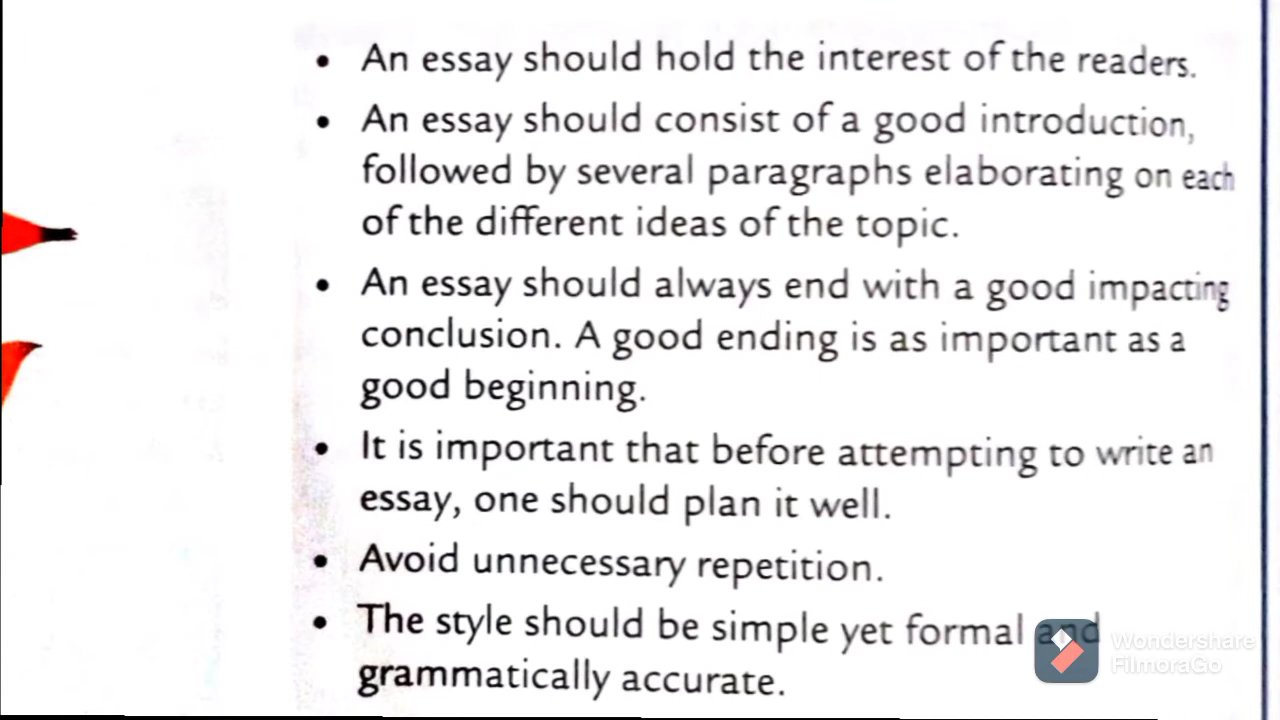 • An essay should hold the interest of the readers.
• An essay should consist of a good introduction,
followed by several paragraphs elaborating on each
of the different ideas of the topic.
• An essay should always end with a good impacting
conclusion. A good ending is as important as a
good beginning.
• It is important that before attempting to write an
essay, one should plan it well.
• Avoid unnecessary repetition.
• The style should be simple yet formal and
grammatically accurate.
Wondershare
FilmoraGo